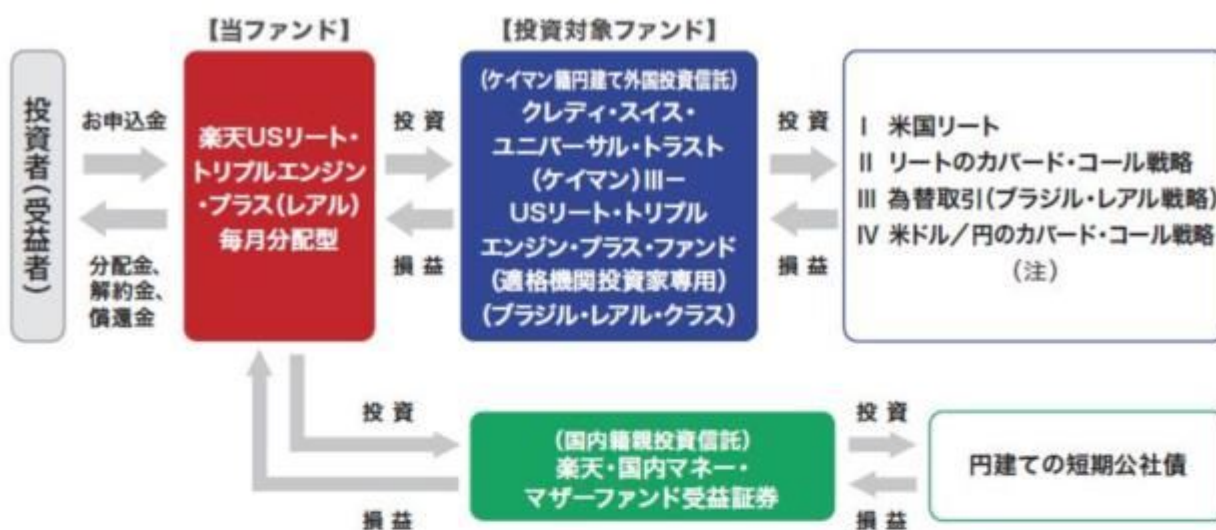 【当ファンド】
【投資対象ファンド】
投資者(受益者)
お申込金
分配金、
解約金、
償還金
楽天USリート・
トリプルエンジン
・プラス(レアル)
毎月分配型
投資
損益
(ケイマン籍円建て外国投資信託)
クレディ・スイス・
ユニバーサル・トラスト
(ケイマン)Ⅲ−
USリート・トリプル
エンジン・プラス・ファンド
(適格機関投資家専用)
(ブラジル・レアル・クラス)
投資
損益
Ⅰ 米国リート
Ⅱ リートのカバード・コール戦略
Ⅲ 為替取引(ブラジル・レアル戦略)
Ⅳ 米ドル/円のカバード・コール戦略
(注)
投資
損益
(国内籍親投資信託)
楽天・国内マネー・
マザーファンド受益証券
投資
損益
円建ての短期公社債